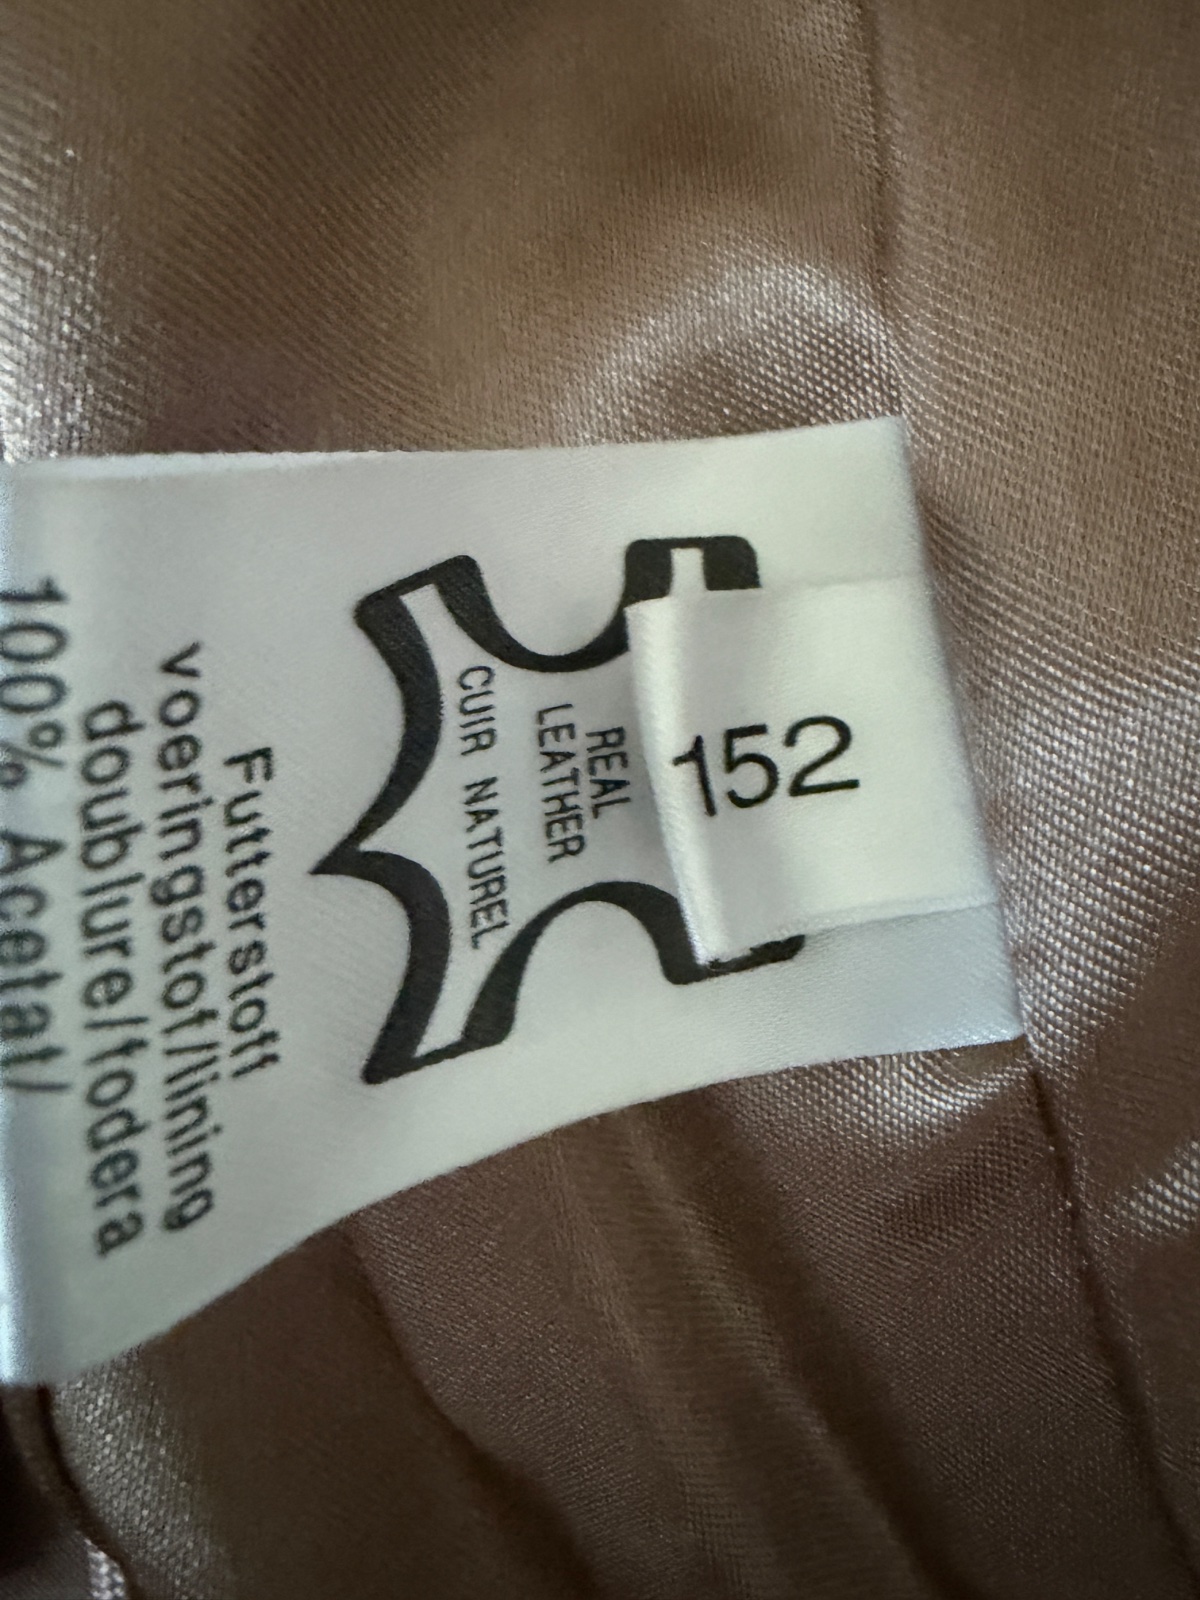 152
REAL
LEATHER
CUIR NATUREL
Futterstoff
voeringstof/lining
doublure/fodera
100% Acetat/